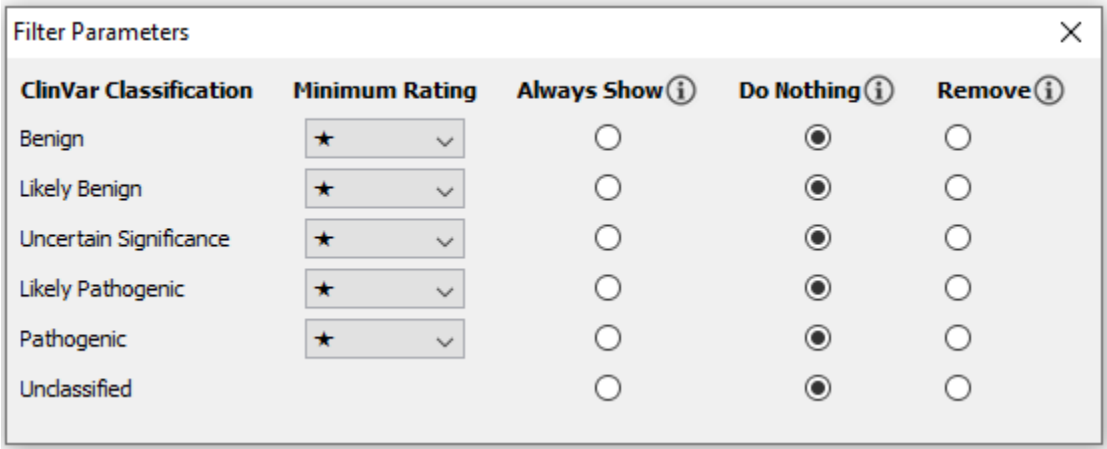 Filter Parameters
ClinVar Classification Minimum Rating Always Show Do Nothing Remove
Benign ★
Likely Benign ★
Uncertain Significance ★
Likely Pathogenic ★
Pathogenic ★
Unclassified